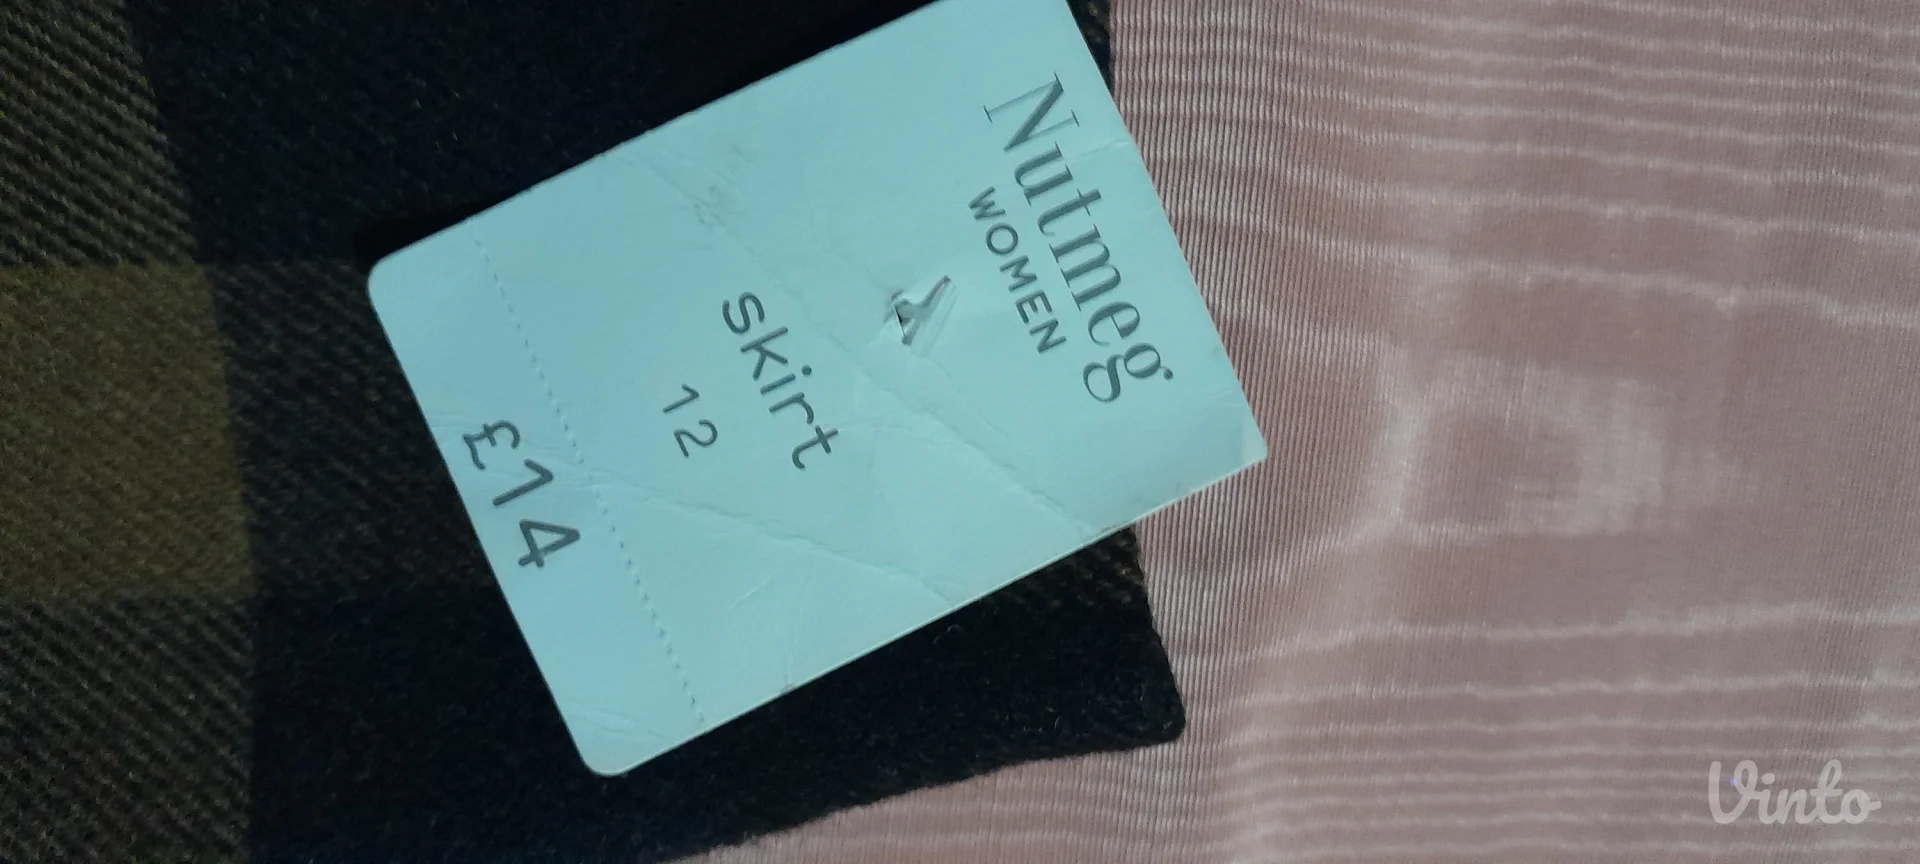 Nutmeg
WOMEN
Skirt
12
£14
Vinto